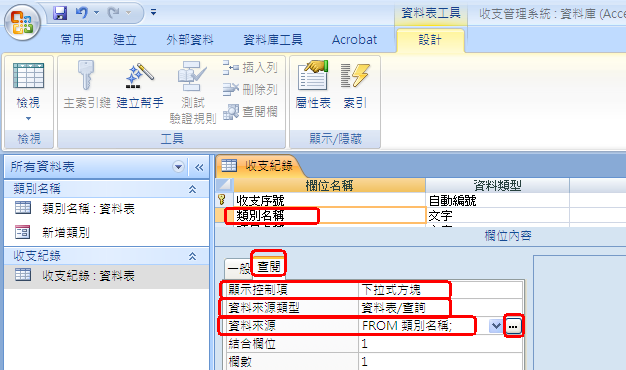 資料表工具
收支管理系統 : 資料庫 (Acce
常用 建立 外部資料 資料庫工具 Acrobat 設計
檢視
主索引鍵
建立幫手
測試
驗證規則
插入列
刪除列
查閱欄
屬性表
索引
檢視 工具 顯示/隱藏
所有資料表
類別名稱
類別名稱 : 資料表
新增類別
收支紀錄
收支紀錄 : 資料表
收支紀錄
欄位名稱 資料類型
收支序號 自動編號
類別名稱 文字
欄位內容
一般 查閱
顯示控制項 下拉式方塊
資料來源類型 資料表/查詢
資料來源 FROM 類別名稱;
...
結合欄位 1
欄數 1